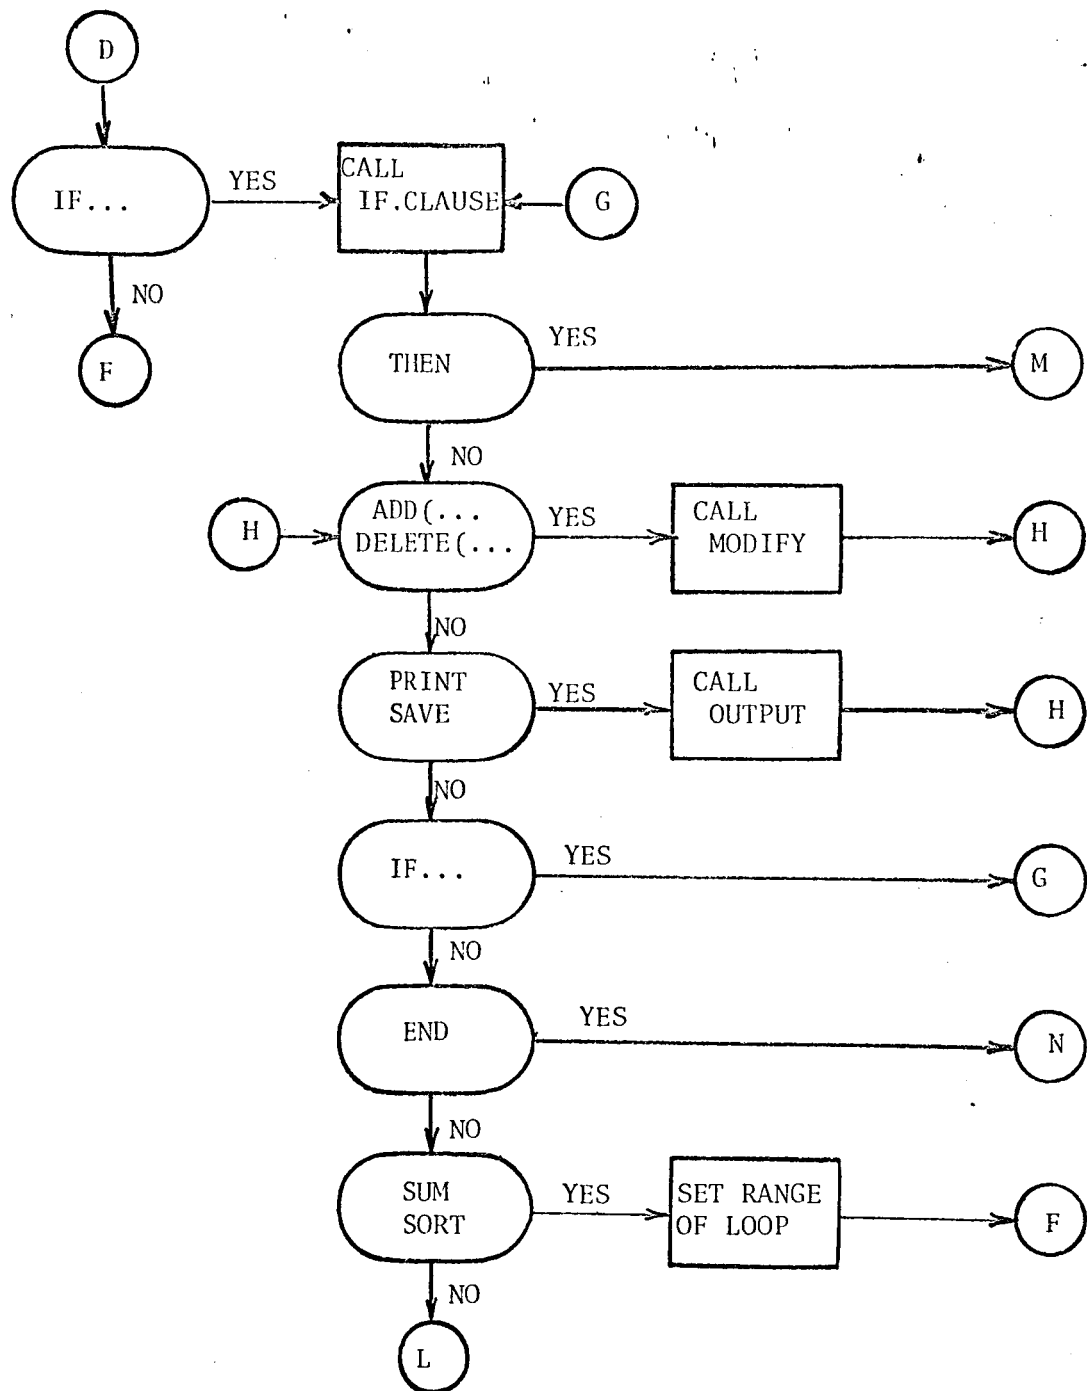 D
IF...
YES
CALL
IF.CLAUSE
G
NO
F
THEN
YES
M
NO
H
ADD(...
DELETE(...
YES
CALL
MODIFY
H
NO
PRINT
SAVE
YES
CALL
OUTPUT
H
NO
IF...
YES
G
NO
END
YES
N
NO
SUM
SORT
YES
SET RANGE
OF LOOP
F
NO
L